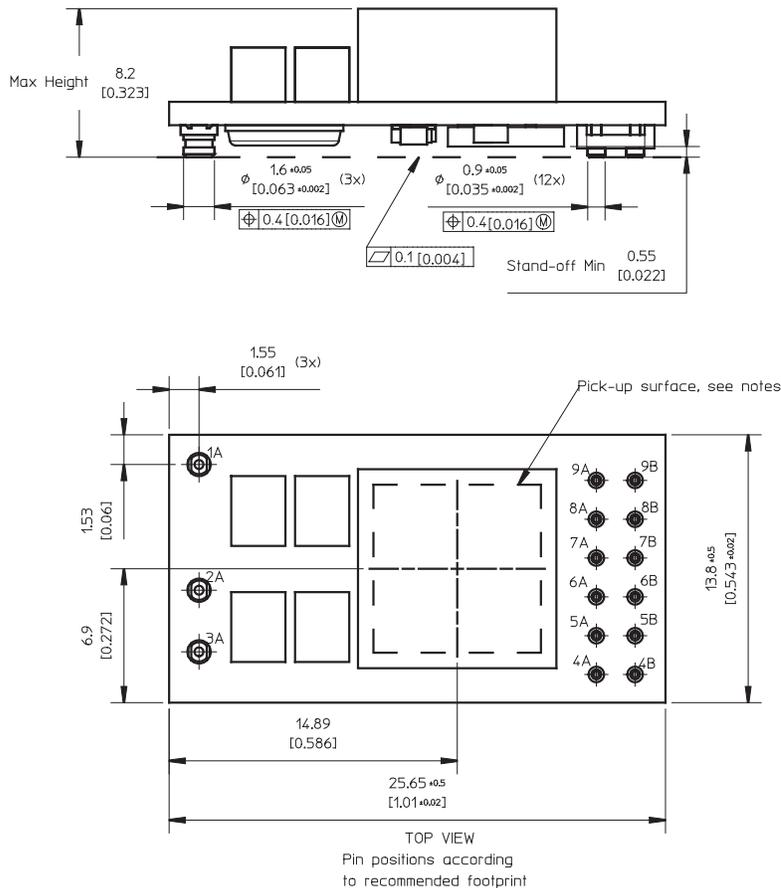 Max Height 8.2
[0.323]
⌀ 1.6 ±0.05 (3x)
[0.063 ±0.002]
⌖ 0.4 [0.016] Ⓜ
⌀ 0.9 ±0.05 (12x)
[0.035 ±0.002]
⌖ 0.4 [0.016] Ⓜ
⏥ 0.1 [0.004]
Stand-off Min 0.55
[0.022]
1.55 (3x)
[0.061]
Pick-up surface, see notes
1A
9A 9B
8A 8B
1.53
[0.06]
7A 7B
13.8 ±0.5
[0.543 ±0.02]
2A
6A 6B
6.9
[0.272]
5A 5B
3A
4A 4B
14.89
[0.586]
25.65 ±0.5
[1.01 ±0.02]
TOP VIEW
Pin positions according
to recommended footprint